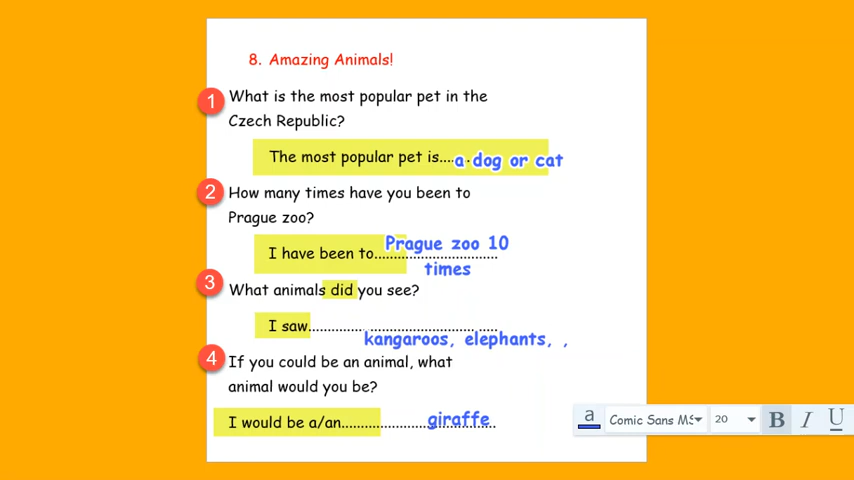 8. Amazing Animals!
1 What is the most popular pet in the
Czech Republic?
The most popular pet is.... a dog or cat
2 How many times have you been to
Prague zoo?
I have been to.................................. Prague zoo 10
times
3 What animals did you see?
I saw...................................................
kangaroos, elephants, ,
4 If you could be an animal, what
animal would you be?
I would be a/an........................................ giraffe
a Comic Sans MS 20 B I U